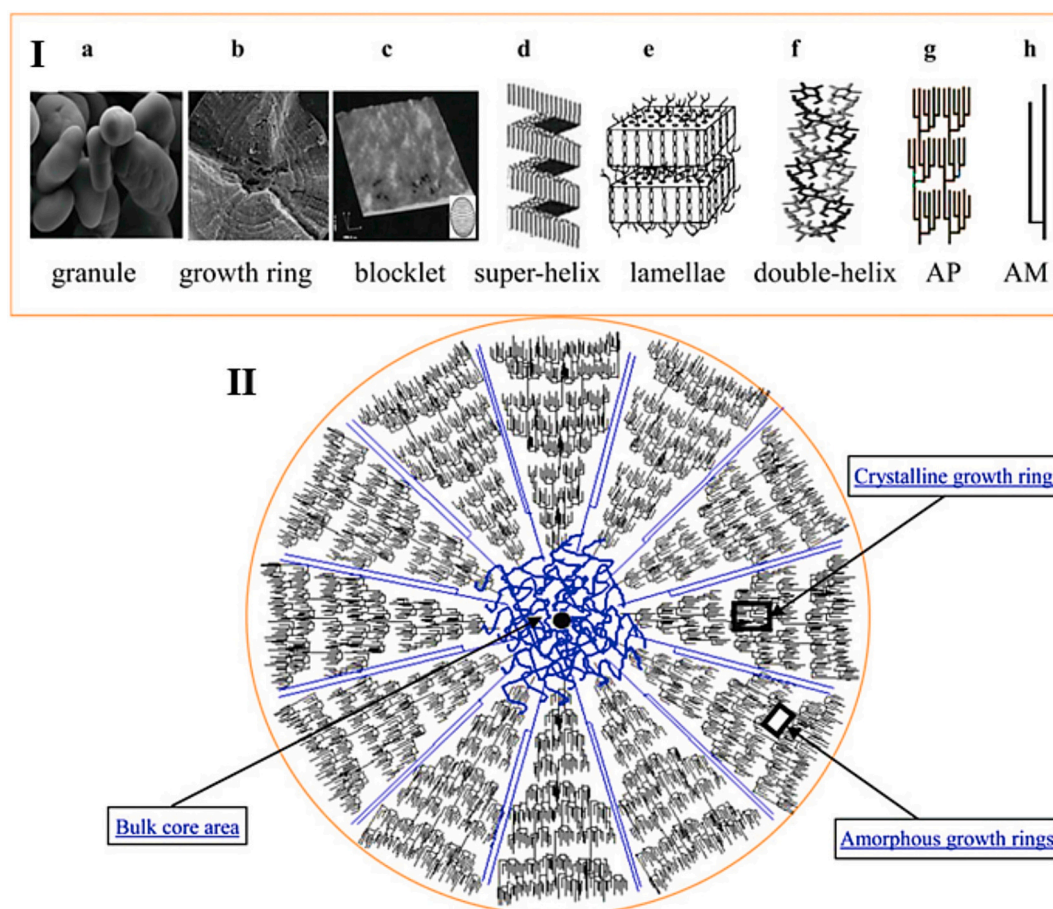 I
a b c d e f g h
granule growth ring blocklet super-helix lamellae double-helix AP AM
II
Crystalline growth ring
Bulk core area
Amorphous growth rings